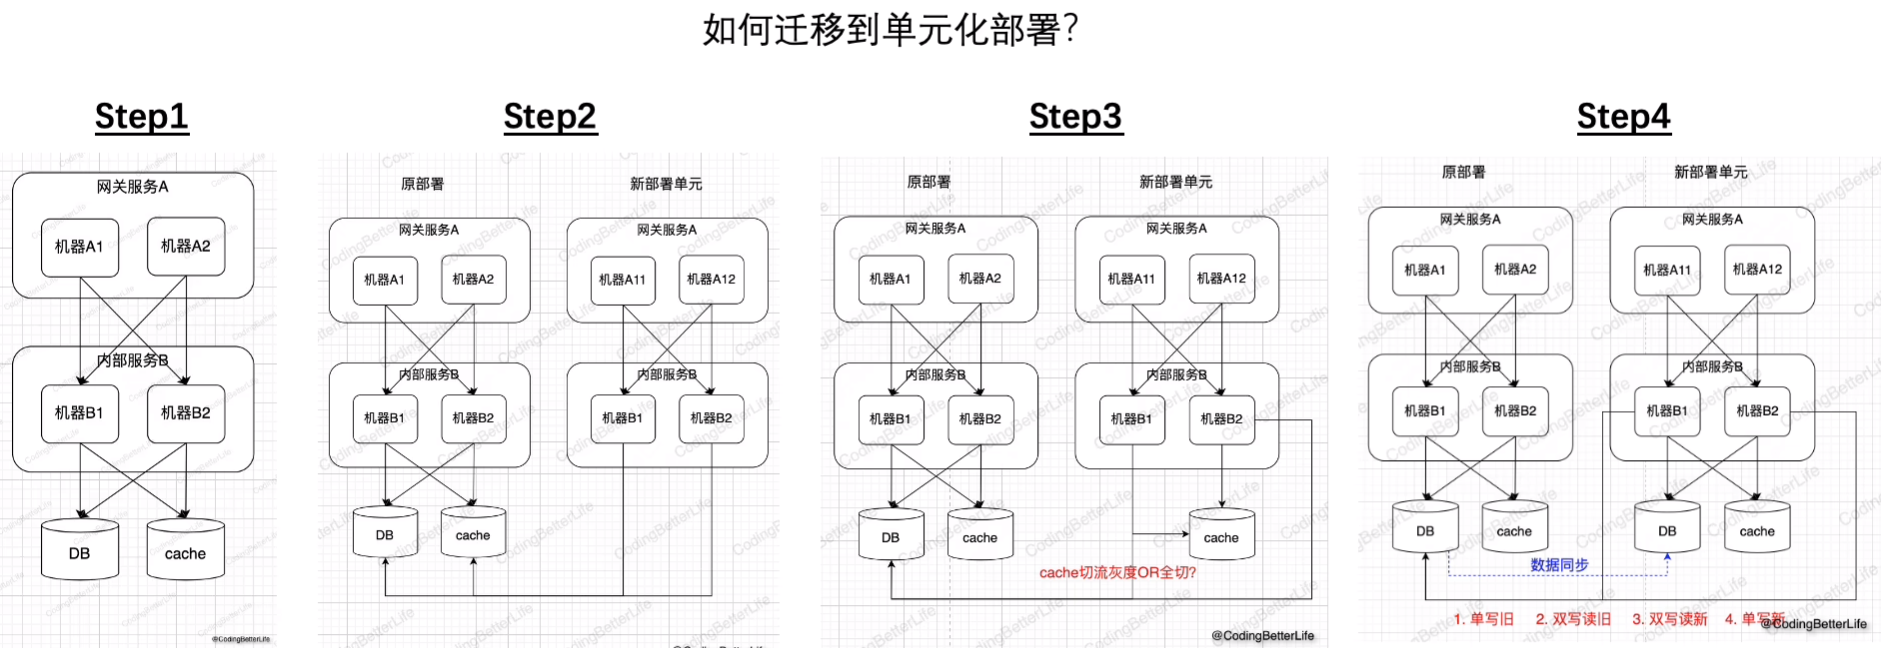 如何迁移到单元化部署?
Step1
Step2
Step3
Step4
网关服务A
机器A1
机器A2
内部服务B
机器B1
机器B2
DB
cache
@CodingBetterLife
原部署
新部署单元
网关服务A
网关服务A
机器A1
机器A2
机器A11
机器A12
内部服务B
内部服务B
机器B1
机器B2
机器B1
机器B2
DB
cache
原部署
新部署单元
网关服务A
网关服务A
机器A1
机器A2
机器A11
机器A12
内部服务B
内部服务B
机器B1
机器B2
机器B1
机器B2
DB
cache
cache
cache切流灰度OR全切?
@CodingBetterLife
原部署
新部署单元
网关服务A
网关服务A
机器A1
机器A2
机器A11
机器A12
内部服务B
内部服务B
机器B1
机器B2
机器B1
机器B2
DB
cache
DB
cache
数据同步
1. 单写旧 2. 双写读旧 3. 双写读新 4. 单写新
@CodingBetterLife